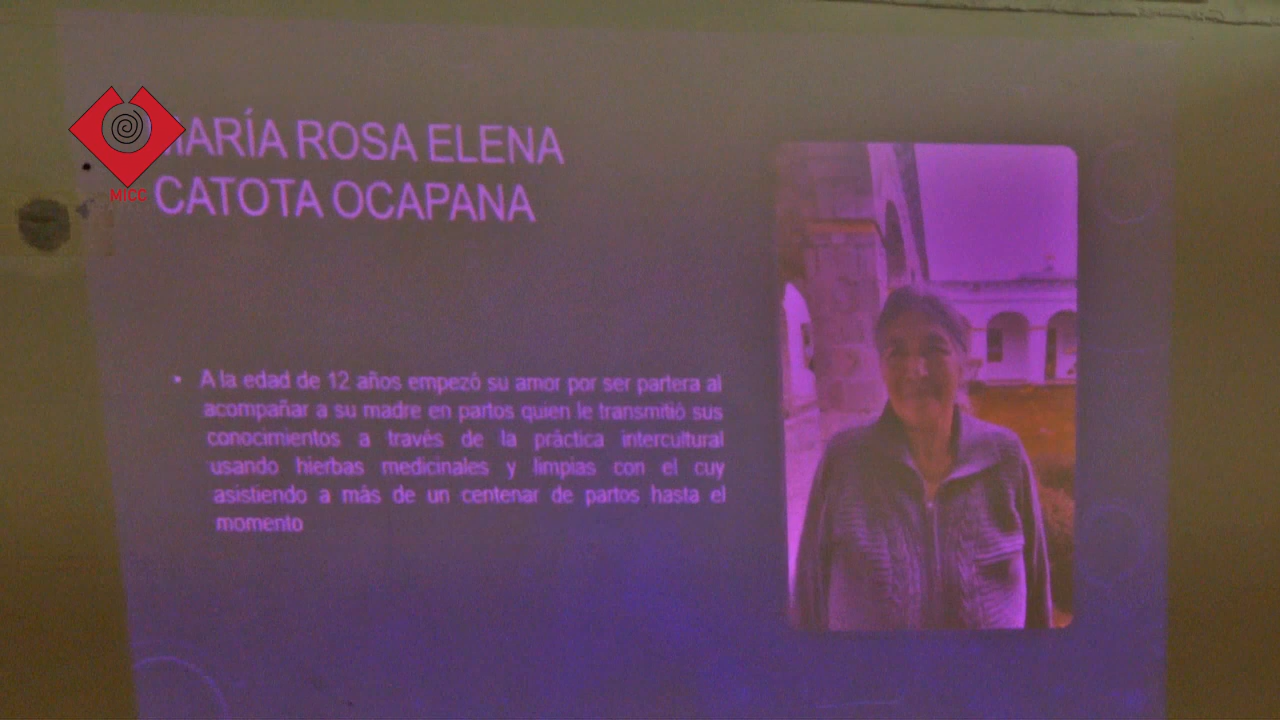 MARÍA ROSA ELENA
CATOTA OCAPANA
MICC
• A la edad de 12 años empezó su amor por ser partera al
acompañar a su madre en partos quien le transmitió sus
conocimientos a través de la práctica intercultural
usando hierbas medicinales y limpias con el cuy
asistiendo a más de un centenar de partos hasta el
momento